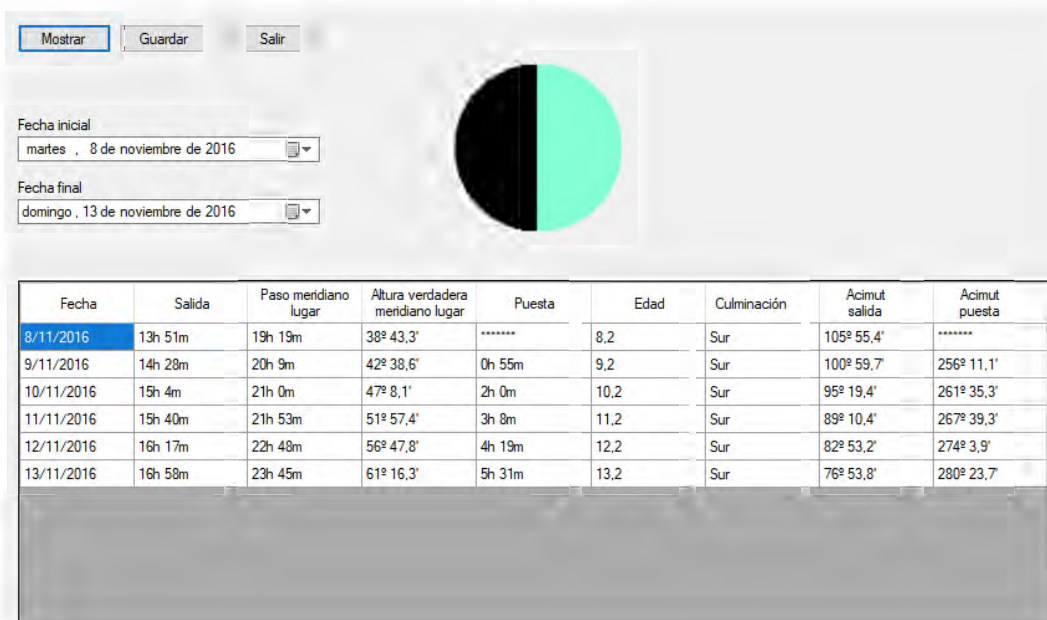 Mostrar Guardar Salir
Fecha inicial
martes , 8 de noviembre de 2016
Fecha final
domingo , 13 de noviembre de 2016
Fecha Salida Paso meridiano lugar Altura verdadera meridiano lugar Puesta Edad Culminación Acimut salida Acimut puesta
8/11/2016 13h 51m 19h 19m 38º 43,3' ******* 8,2 Sur 105º 55,4' *******
9/11/2016 14h 28m 20h 9m 42º 38,6' 0h 55m 9,2 Sur 100º 59,7' 256º 11,1'
10/11/2016 15h 4m 21h 0m 47º 8,1' 2h 0m 10,2 Sur 95º 19,4' 261º 35,3'
11/11/2016 15h 40m 21h 53m 51º 57,4' 3h 8m 11,2 Sur 89º 10,4' 267º 39,3'
12/11/2016 16h 17m 22h 48m 56º 47,8' 4h 19m 12,2 Sur 82º 53,2' 274º 3,9'
13/11/2016 16h 58m 23h 45m 61º 16,3' 5h 31m 13,2 Sur 76º 53,8' 280º 23,7'